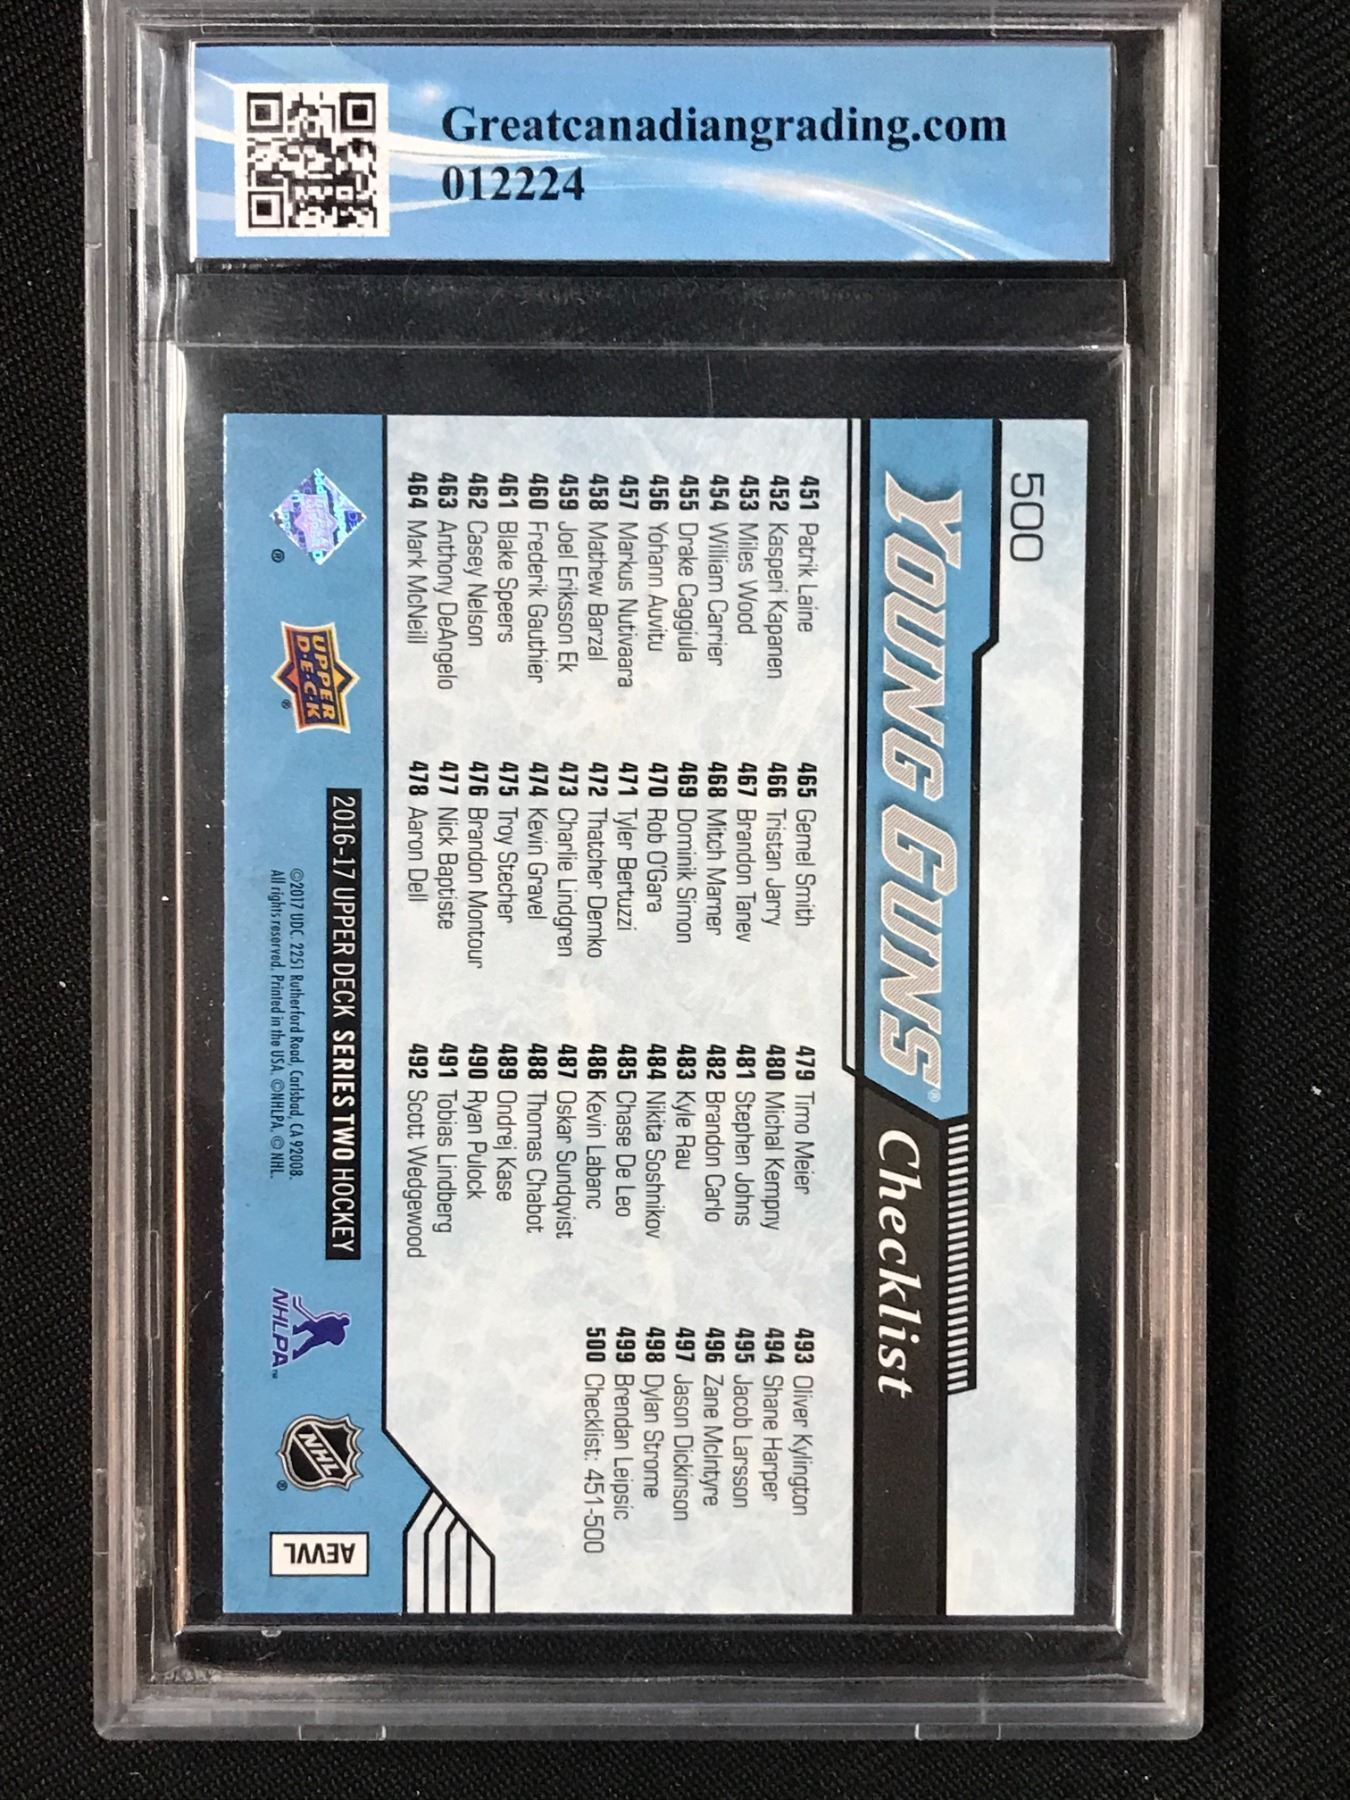 Greatcanadiangrading.com
012224
500
YOUNG GUNS®
Checklist
451 Patrik Laine
452 Kasperi Kapanen
453 Miles Wood
454 William Carrier
455 Drake Caggiula
456 Yohann Auvitu
457 Markus Nutivaara
458 Mathew Barzal
459 Joel Eriksson Ek
460 Frederik Gauthier
461 Blake Speers
462 Casey Nelson
463 Anthony DeAngelo
464 Mark McNeill
465 Gemel Smith
466 Tristan Jarry
467 Brandon Tanev
468 Mitch Marner
469 Dominik Simon
470 Rob O'Gara
471 Tyler Bertuzzi
472 Thatcher Demko
473 Charlie Lindgren
474 Kevin Gravel
475 Troy Stecher
476 Brandon Montour
477 Nick Baptiste
478 Aaron Dell
479 Timo Meier
480 Michal Kempny
481 Stephen Johns
482 Brandon Carlo
483 Kyle Rau
484 Nikita Soshnikov
485 Chase De Leo
486 Kevin Labanc
487 Oskar Sundqvist
488 Thomas Chabot
489 Ondrej Kase
490 Ryan Pulock
491 Tobias Lindberg
492 Scott Wedgewood
493 Oliver Kylington
494 Shane Harper
495 Jacob Larsson
496 Zane McIntyre
497 Jason Dickinson
498 Dylan Strome
499 Brendan Leipsic
500 Checklist: 451-500
®
UPPER
D·E·C·K
®
2016-17 UPPER DECK SERIES TWO HOCKEY
©2017 UDC. 2251 Rutherford Road, Carlsbad, CA 92008.
All rights reserved. Printed in the USA. ©NHLPA. © NHL.
NHLPA™
NHL
®
AEVVL